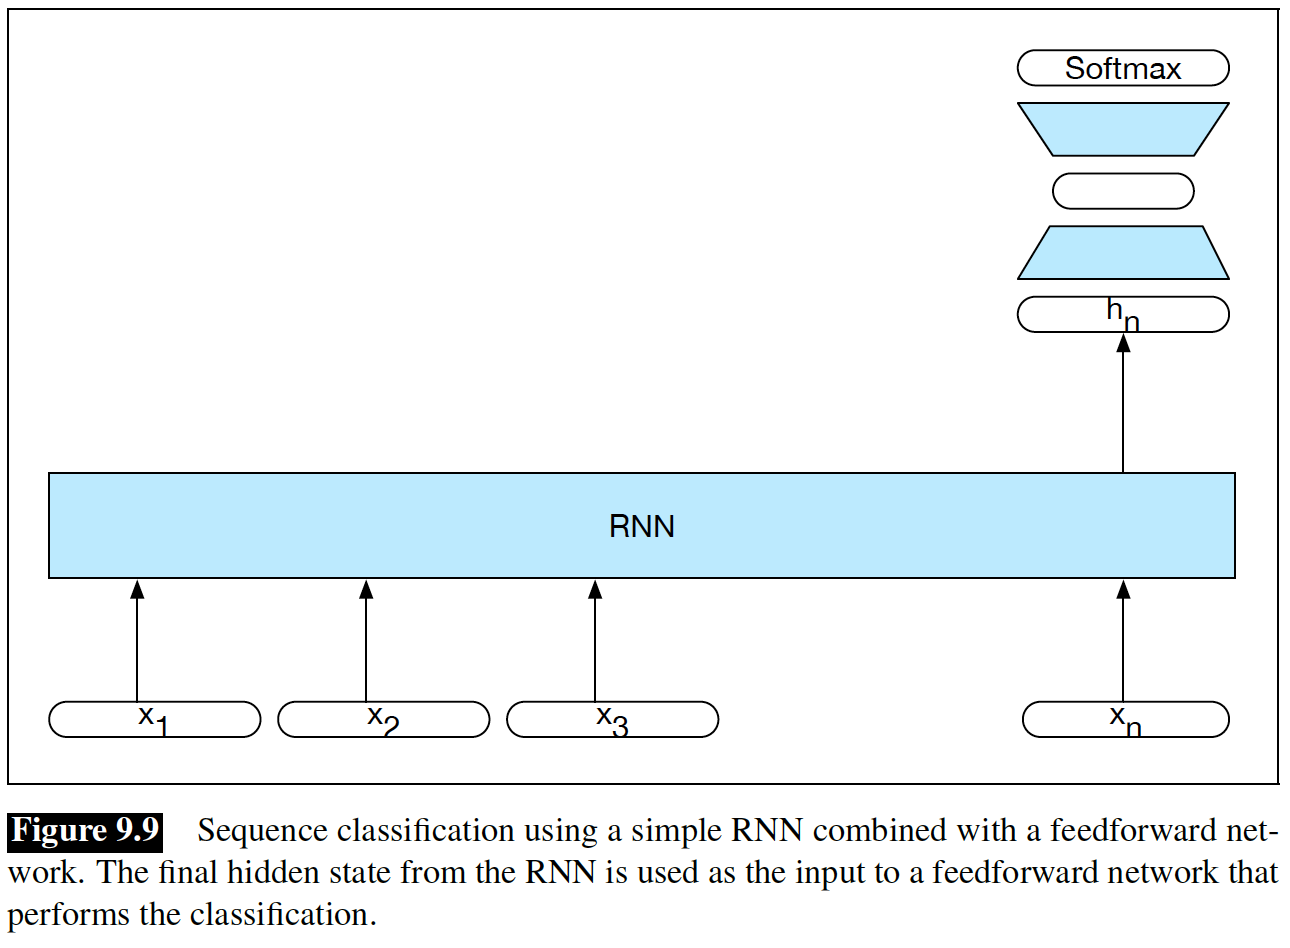 Softmax
hn
RNN
x1 x2 x3 xn
Figure 9.9 Sequence classification using a simple RNN combined with a feedforward net-
work. The final hidden state from the RNN is used as the input to a feedforward network that
performs the classification.